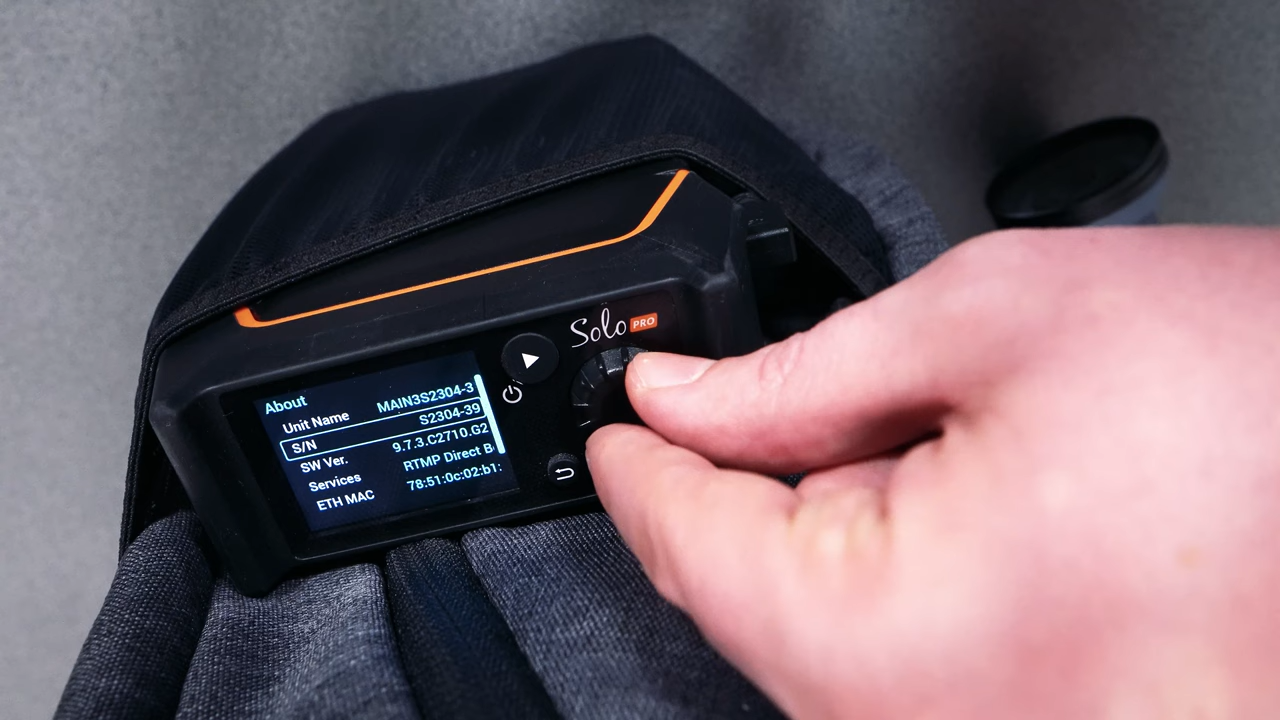 Solo PRO
About
Unit Name MAIN3S2304-3
S/N S2304-39
SW Ver. 9.7.3.C2710.G2
Services RTMP Direct B
ETH MAC 78:51:0c:02:b1: